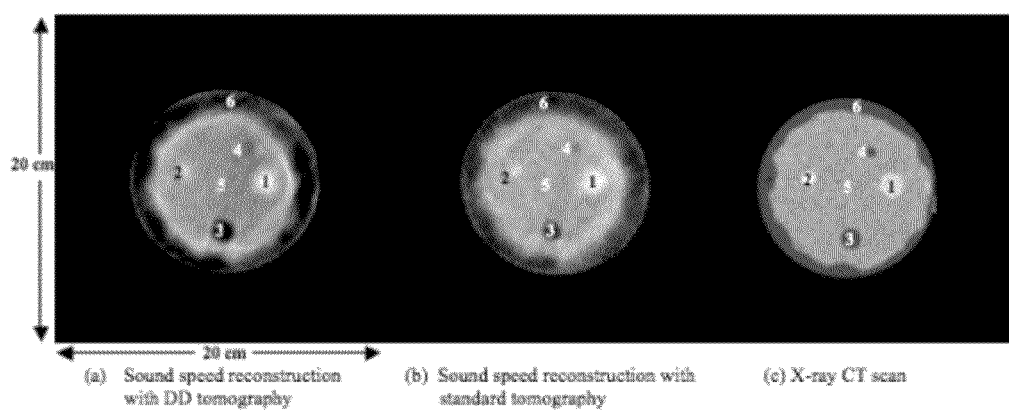 6
6
6
4
4
4
2
1
2
1
2
1
5
5
5
3
3
3
20 cm
20 cm
(a) Sound speed reconstruction
with DD tomography
(b) Sound speed reconstruction with
standard tomography
(c) X-ray CT scan